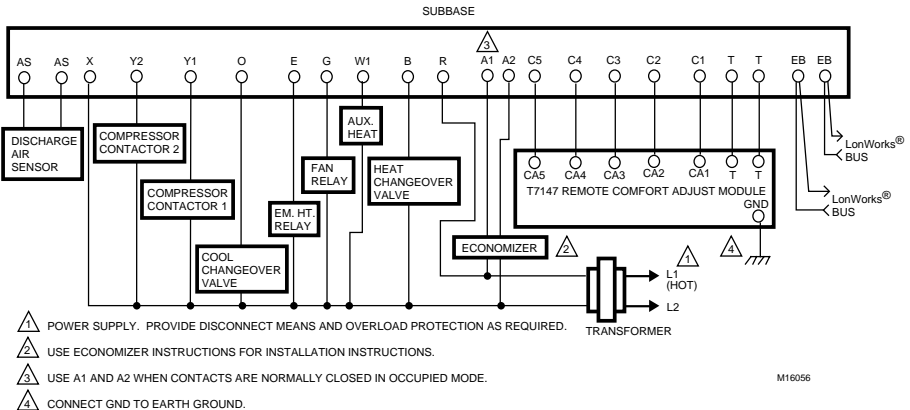 SUBBASE
3
AS AS X Y2 Y1 O E G W1 B R A1 A2 C5 C4 C3 C2 C1 T T EB EB
DISCHARGE
AIR
SENSOR
COMPRESSOR
CONTACTOR 2
COMPRESSOR
CONTACTOR 1
COOL
CHANGEOVER
VALVE
EM. HT.
RELAY
FAN
RELAY
AUX.
HEAT
HEAT
CHANGEOVER
VALVE
ECONOMIZER
2
CA5 CA4 CA3 CA2 CA1 T T
T7147 REMOTE COMFORT ADJUST MODULE
GND
4
LonWorks®
BUS
LonWorks®
BUS
1
L1
(HOT)
L2
TRANSFORMER
1 POWER SUPPLY. PROVIDE DISCONNECT MEANS AND OVERLOAD PROTECTION AS REQUIRED.
2 USE ECONOMIZER INSTRUCTIONS FOR INSTALLATION INSTRUCTIONS.
3 USE A1 AND A2 WHEN CONTACTS ARE NORMALLY CLOSED IN OCCUPIED MODE.
4 CONNECT GND TO EARTH GROUND.
M16056